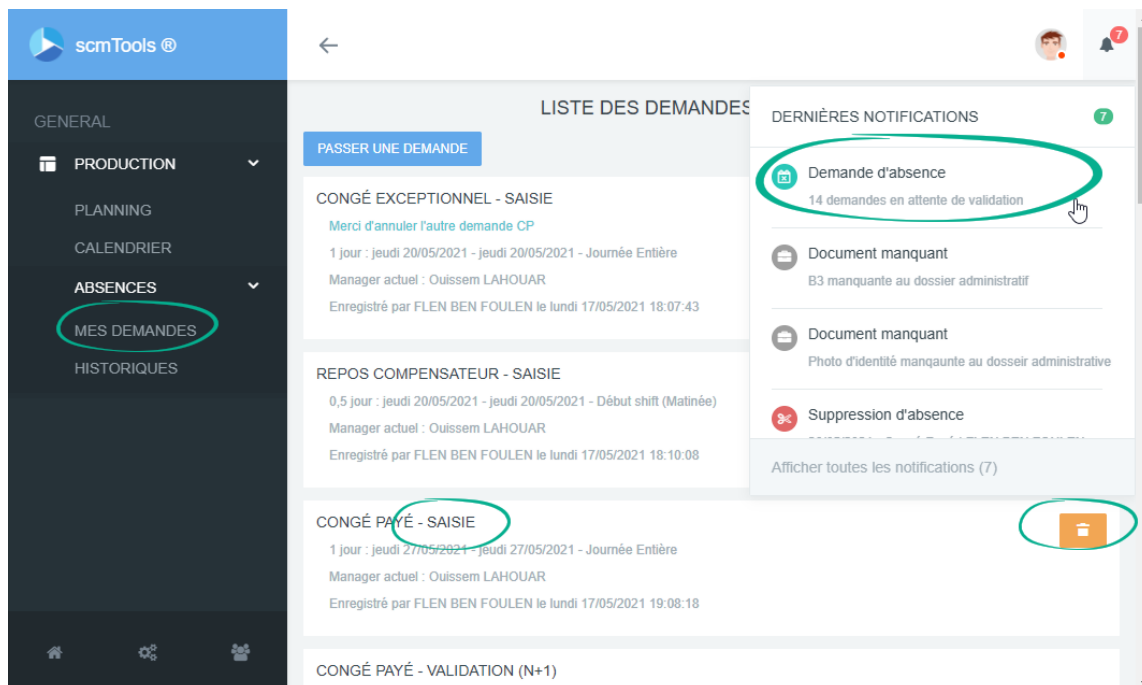 scmTools ®
7
GENERAL
PRODUCTION
PLANNING
CALENDRIER
ABSENCES
MES DEMANDES
HISTORIQUES
LISTE DES DEMANDES
PASSER UNE DEMANDE
CONGÉ EXCEPTIONNEL - SAISIE
Merci d'annuler l'autre demande CP
1 jour : jeudi 20/05/2021 - jeudi 20/05/2021 - Journée Entière
Manager actuel : Ouissem LAHOUAR
Enregistré par FLEN BEN FOULEN le lundi 17/05/2021 18:07:43
REPOS COMPENSATEUR - SAISIE
0,5 jour : jeudi 20/05/2021 - jeudi 20/05/2021 - Début shift (Matinée)
Manager actuel : Ouissem LAHOUAR
Enregistré par FLEN BEN FOULEN le lundi 17/05/2021 18:10:08
CONGÉ PAYÉ - SAISIE
1 jour : jeudi 27/05/2021 - jeudi 27/05/2021 - Journée Entière
Manager actuel : Ouissem LAHOUAR
Enregistré par FLEN BEN FOULEN le lundi 17/05/2021 19:08:18
CONGÉ PAYÉ - VALIDATION (N+1)
DERNIÈRES NOTIFICATIONS 7
Demande d'absence
14 demandes en attente de validation
Document manquant
B3 manquante au dossier administratif
Document manquant
Photo d'identité manqaunte au dosseir administrative
Suppression d'absence
Afficher toutes les notifications (7)